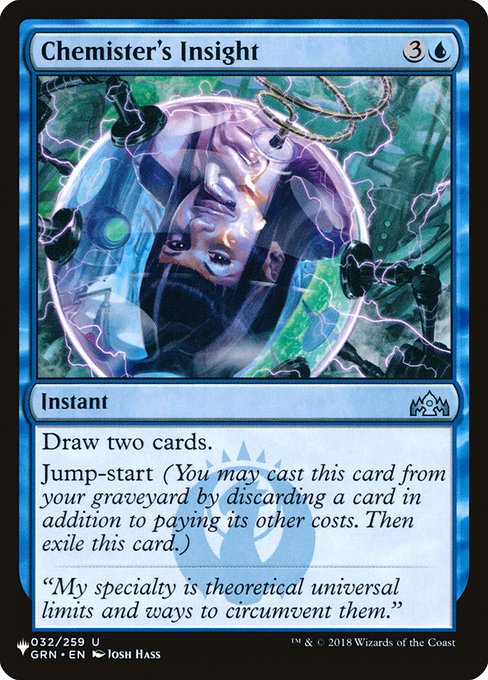 Chemister's Insight 3
Instant
Draw two cards.
Jump-start (You may cast this card from
your graveyard by discarding a card in
addition to paying its other costs. Then
exile this card.)
“My specialty is theoretical universal
limits and ways to circumvent them.”
032/259 U
GRN • EN Josh Hass
™ & © 2018 Wizards of the Coast